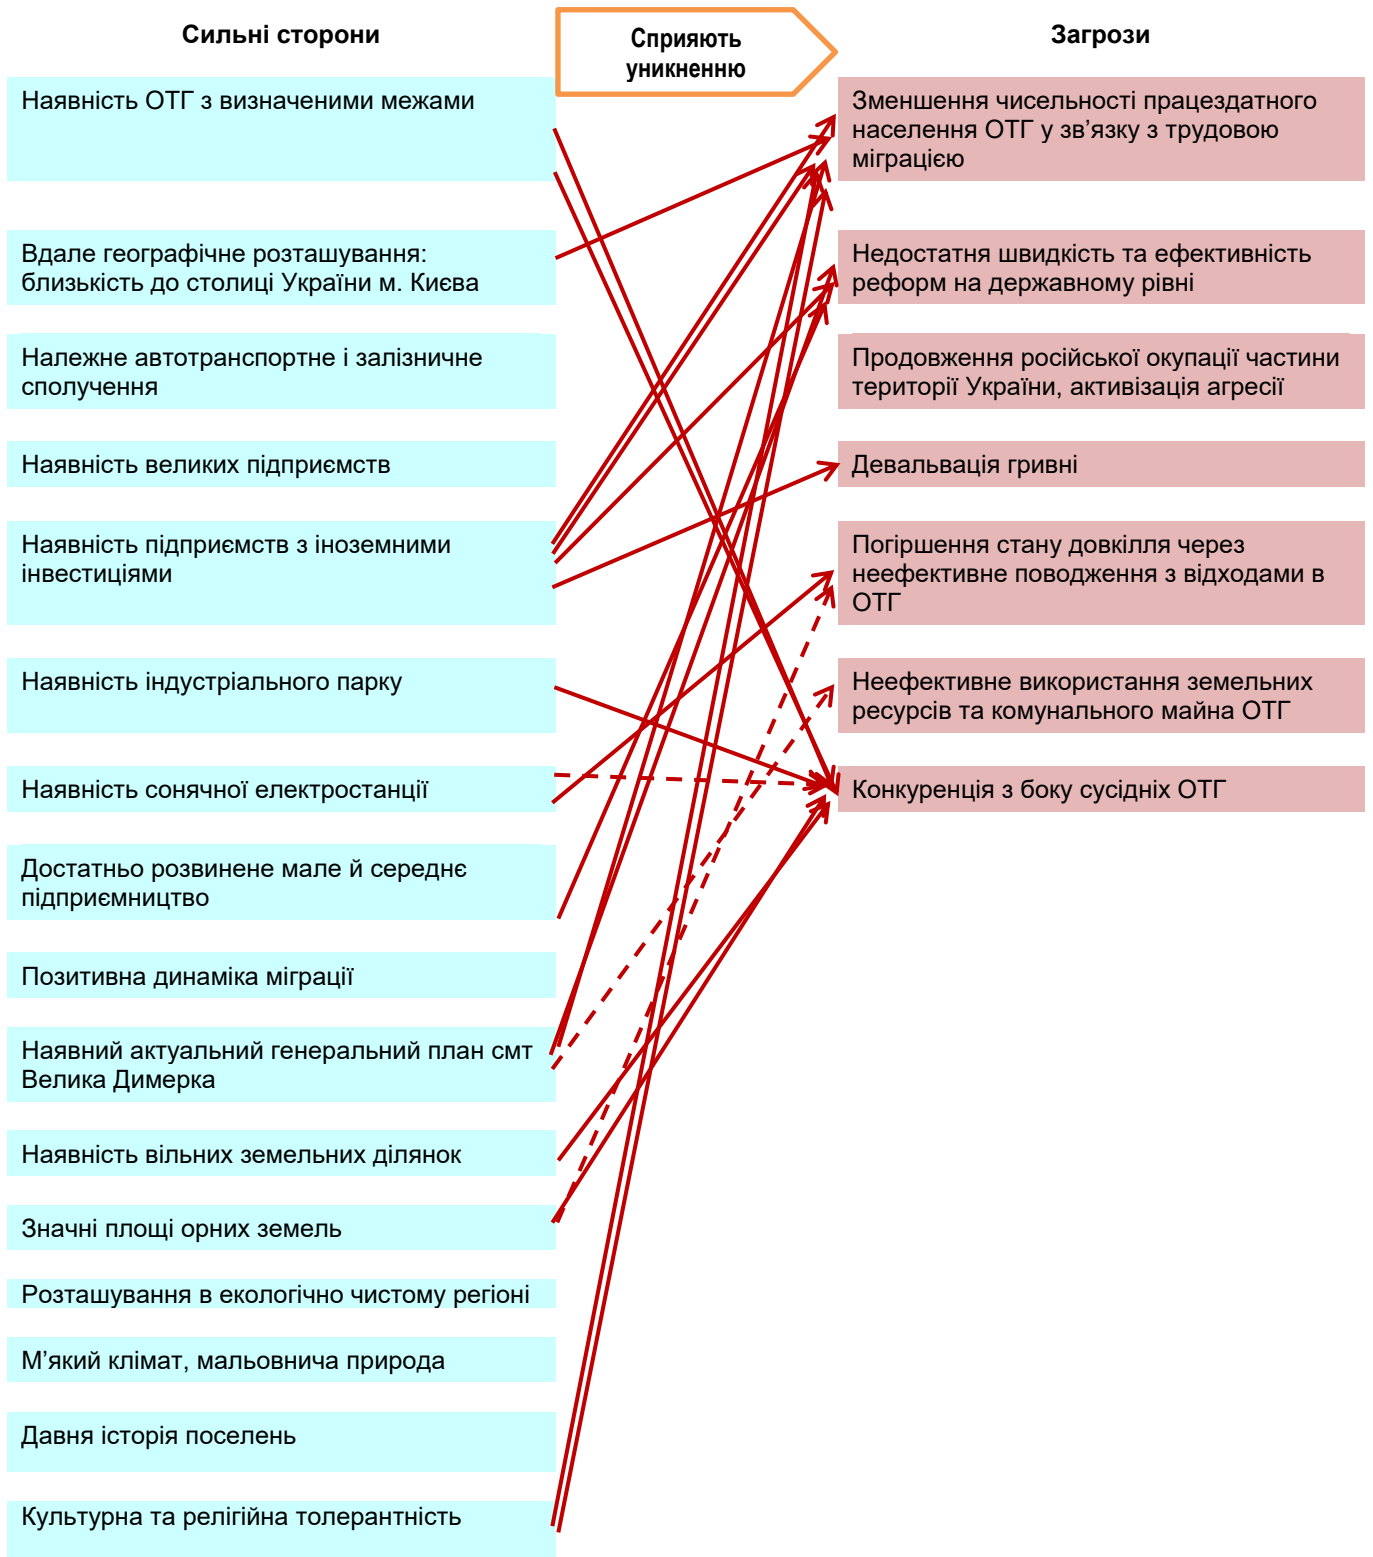 Сильні сторони
Сприяють
уникненню
Загрози
Наявність ОТГ з визначеними межами
Вдале географічне розташування:
близькість до столиці України м. Києва
Належне автотранспортне і залізничне
сполучення
Наявність великих підприємств
Наявність підприємств з іноземними
інвестиціями
Наявність індустріального парку
Наявність сонячної електростанції
Достатньо розвинене мале й середнє
підприємництво
Позитивна динаміка міграції
Наявний актуальний генеральний план смт
Велика Димерка
Наявність вільних земельних ділянок
Значні площі орних земель
Розташування в екологічно чистому регіоні
М’який клімат, мальовнича природа
Давня історія поселень
Культурна та релігійна толерантність
Зменшення чисельності працездатного
населення ОТГ у зв’язку з трудовою
міграцією
Недостатня швидкість та ефективність
реформ на державному рівні
Продовження російської окупації частини
території України, активізація агресії
Девальвація гривні
Погіршення стану довкілля через
неефективне поводження з відходами в
ОТГ
Неефективне використання земельних
ресурсів та комунального майна ОТГ
Конкуренція з боку сусідніх ОТГ